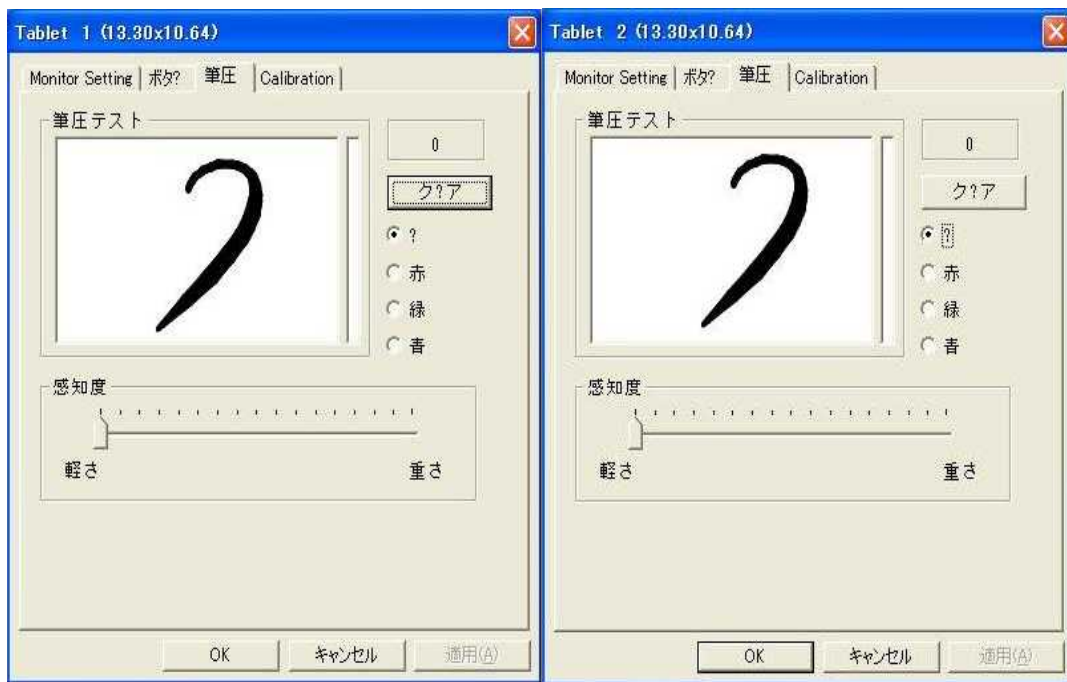 Tablet 1 (13.30x10.64)
Monitor Setting ボタ? 筆圧 Calibration
筆圧テスト
0
ク?ア
?
赤
緑
青
感知度
軽さ 重さ
OK キャンセル 適用(A)
Tablet 2 (13.30x10.64)
Monitor Setting ボタ? 筆圧 Calibration
筆圧テスト
0
ク?ア
?
赤
緑
青
感知度
軽さ 重さ
OK キャンセル 適用(A)